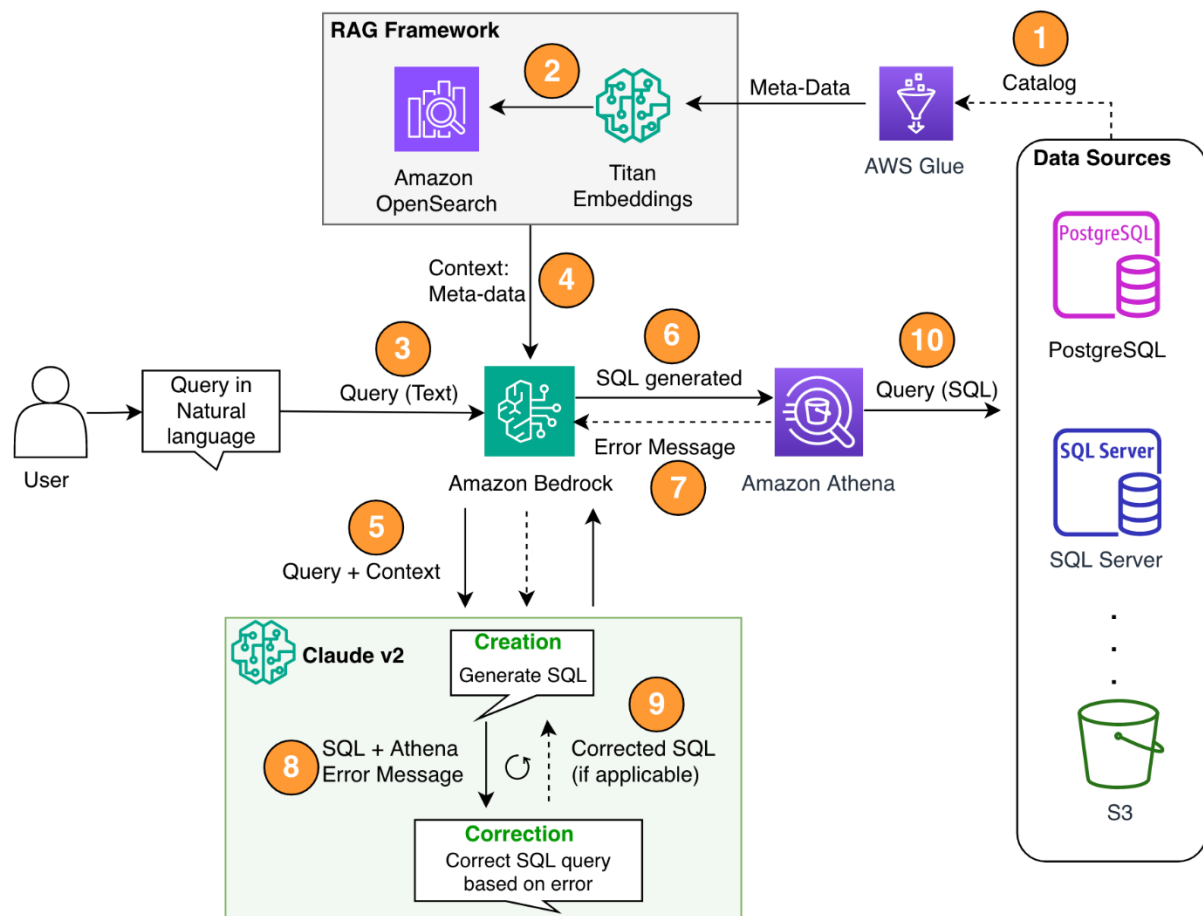 RAG Framework
1
2
Catalog
Meta-Data
Amazon
OpenSearch
Titan
Embeddings
AWS Glue
Data Sources
PostgreSQL
PostgreSQL
Context:
Meta-data
4
3
6
10
Query in
Natural
language
Query (Text)
SQL generated
Query (SQL)
Error Message
User
Amazon Bedrock
7
Amazon Athena
SQL Server
SQL Server
5
Query + Context
Claude v2
Creation
Generate SQL
8
SQL + Athena
Error Message
9
Corrected SQL
(if applicable)
Correction
Correct SQL query
based on error
.
.
.
S3